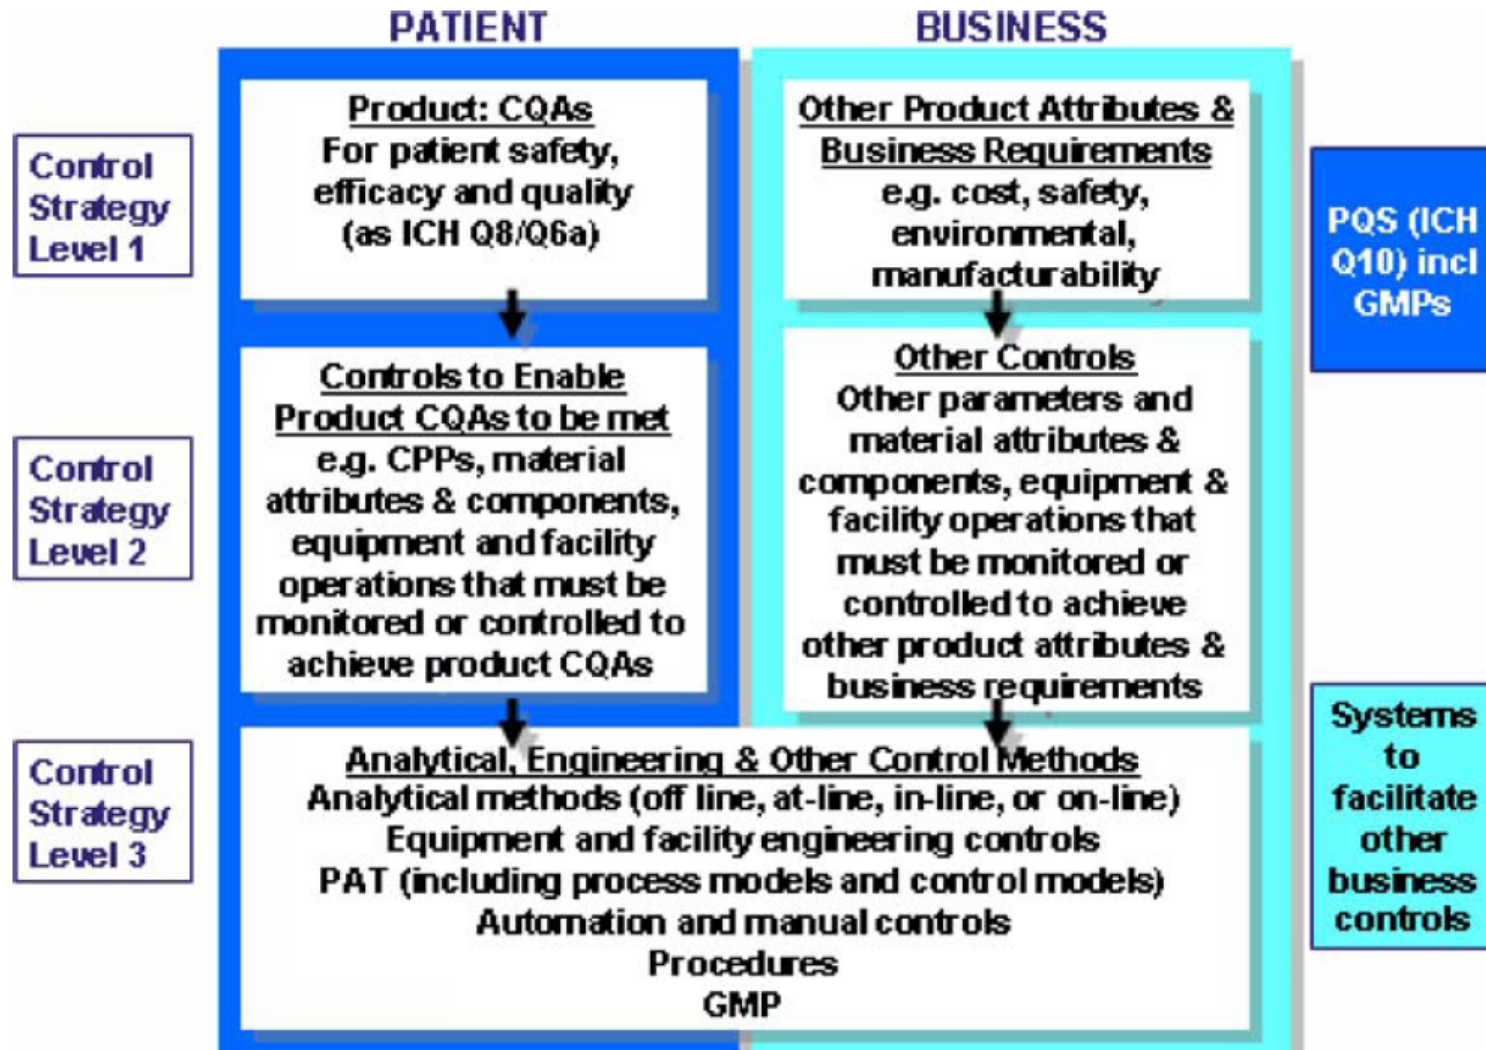 PATIENT
BUSINESS
Control
Strategy
Level 1
Product: CQAs
For patient safety,
efficacy and quality
(as ICH Q8/Q6a)
Other Product Attributes &
Business Requirements
e.g. cost, safety,
environmental,
manufacturability
PQS (ICH
Q10) incl
GMPs
Control
Strategy
Level 2
Controls to Enable
Product CQAs to be met
e.g. CPPs, material
attributes & components,
equipment and facility
operations that must be
monitored or controlled to
achieve product CQAs
Other Controls
Other parameters and
material attributes &
components, equipment &
facility operations that
must be monitored or
controlled to achieve
other product attributes &
business requirements
Control
Strategy
Level 3
Analytical, Engineering & Other Control Methods
Analytical methods (off line, at-line, in-line, or on-line)
Equipment and facility engineering controls
PAT (including process models and control models)
Automation and manual controls
Procedures
GMP
Systems
to
facilitate
other
business
controls